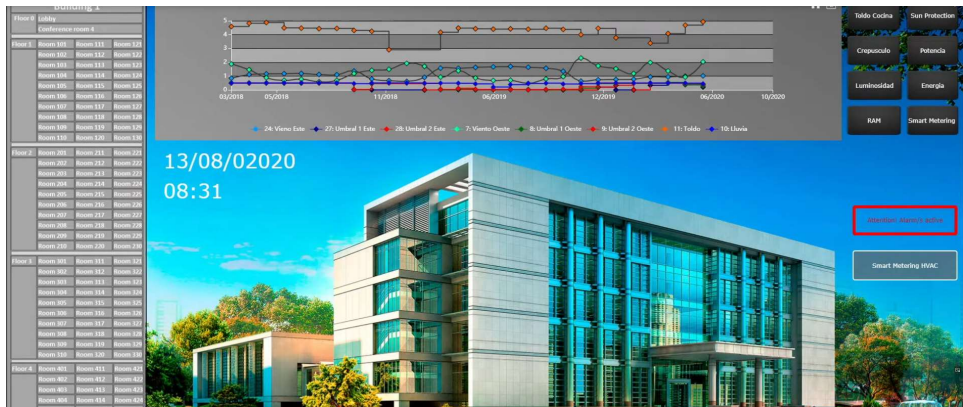 Building 1
Floor 0 Lobby
Conference room 4
Floor 1 Room 101 Room 111 Room 121
Room 102 Room 112 Room 122
Room 103 Room 113 Room 123
Room 104 Room 114 Room 124
Room 105 Room 115 Room 125
Room 106 Room 116 Room 126
Room 107 Room 117 Room 127
Room 108 Room 118 Room 128
Room 109 Room 119 Room 129
Room 110 Room 120 Room 130
Floor 2 Room 201 Room 211 Room 221
Room 202 Room 212 Room 222
Room 203 Room 213 Room 223
Room 204 Room 214 Room 224
Room 205 Room 215 Room 225
Room 206 Room 216 Room 226
Room 207 Room 217 Room 227
Room 208 Room 218 Room 228
Room 209 Room 219 Room 229
Room 210 Room 220 Room 230
Floor 3 Room 301 Room 311 Room 321
Room 302 Room 312 Room 322
Room 303 Room 313 Room 323
Room 304 Room 314 Room 324
Room 305 Room 315 Room 325
Room 306 Room 316 Room 326
Room 307 Room 317 Room 327
Room 308 Room 318 Room 328
Room 309 Room 319 Room 329
Room 310 Room 320 Room 330
Floor 4 Room 401 Room 411 Room 421
Room 402 Room 412 Room 422
Room 403 Room 413 Room 423
Room 404 Room 414 Room 424
5
4
3
2
1
0
03/2018 05/2018 11/2018 06/2019 12/2019 06/2020 10/2020
24: Vieno Este 27: Umbral 1 Este 28: Umbral 2 Este 7: Viento Oeste 8: Umbral 1 Oeste 9: Umbral 2 Oeste 11: Toldo 10: Lluvia
13/08/02020
08:31
Toldo Cocina Sun Protection
Crepusculo Potencia
Luminosidad Energia
RAM Smart Metering
Attention: Alarm's active
Smart Metering HVAC